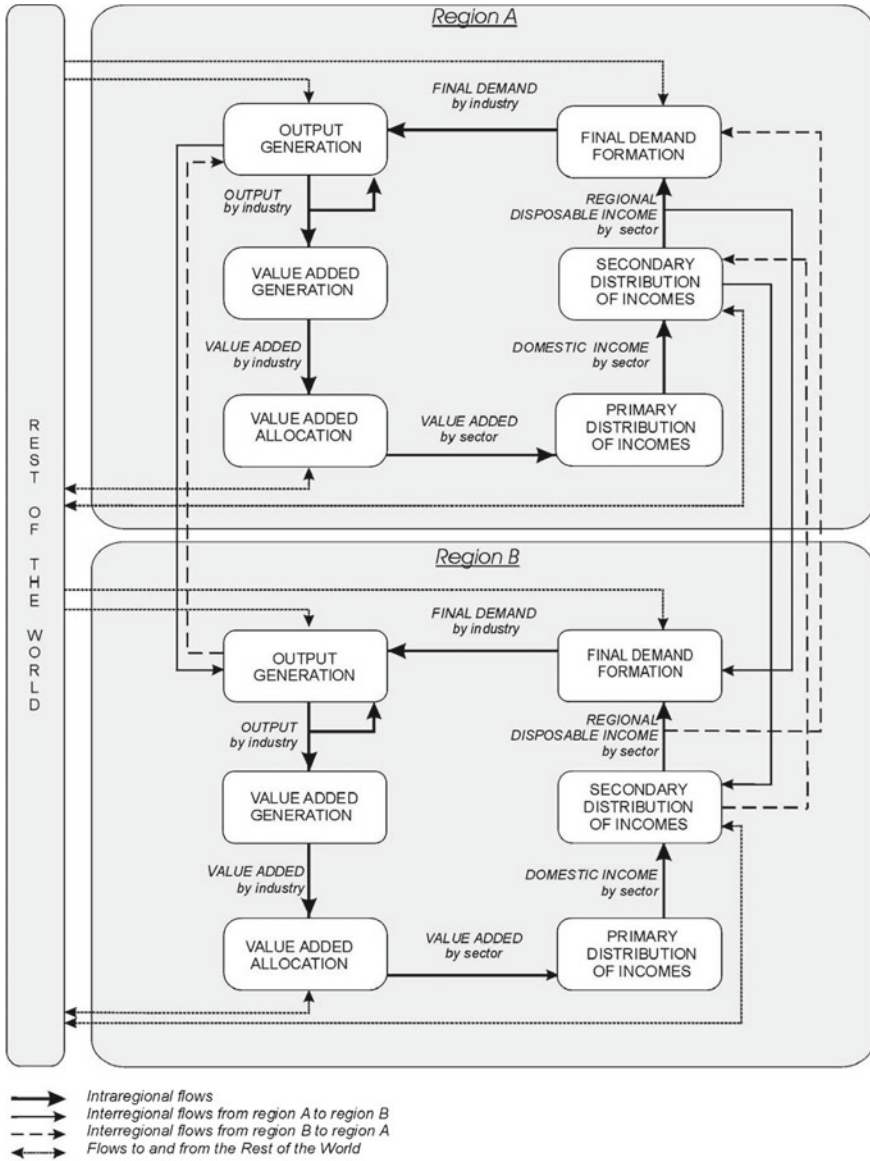 Region A
FINAL DEMAND
by industry
OUTPUT
GENERATION
FINAL DEMAND
FORMATION
OUTPUT
by industry
REGIONAL
DISPOSABLE INCOME
by sector
VALUE ADDED
GENERATION
SECONDARY
DISTRIBUTION
OF INCOMES
VALUE ADDED
by industry
DOMESTIC INCOME
by sector
VALUE ADDED
ALLOCATION
VALUE ADDED
by sector
PRIMARY
DISTRIBUTION
OF INCOMES
REST OF THE WORLD
Region B
FINAL DEMAND
by industry
OUTPUT
GENERATION
FINAL DEMAND
FORMATION
OUTPUT
by industry
REGIONAL
DISPOSABLE INCOME
by sector
VALUE ADDED
GENERATION
SECONDARY
DISTRIBUTION
OF INCOMES
VALUE ADDED
by industry
DOMESTIC INCOME
by sector
VALUE ADDED
ALLOCATION
VALUE ADDED
by sector
PRIMARY
DISTRIBUTION
OF INCOMES
Intraregional flows
Interregional flows from region A to region B
Interregional flows from region B to region A
Flows to and from the Rest of the World